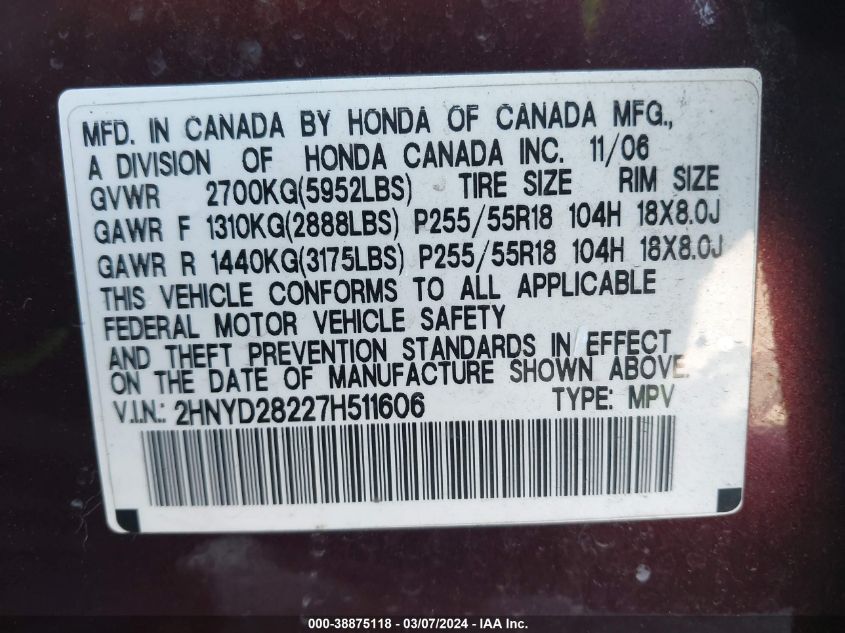 MFD. IN CANADA BY HONDA OF CANADA MFG.,
A DIVISION OF HONDA CANADA INC. 11/06
GVWR 2700KG(5952LBS) TIRE SIZE RIM SIZE
GAWR F 1310KG(2888LBS) P255/55R18 104H 18X8.0J
GAWR R 1440KG(3175LBS) P255/55R18 104H 18X8.0J
THIS VEHICLE CONFORMS TO ALL APPLICABLE
FEDERAL MOTOR VEHICLE SAFETY
AND THEFT PREVENTION STANDARDS IN EFFECT
ON THE DATE OF MANUFACTURE SHOWN ABOVE.
V.I.N.: 2HNYD28227H511606 TYPE: MPV
000-38875118 - 03/07/2024 - IAA Inc.